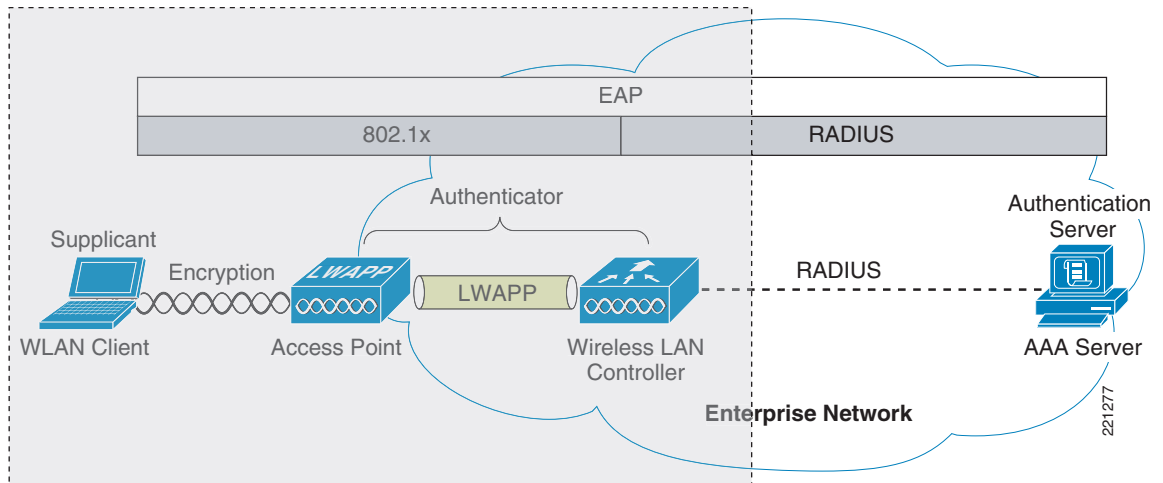 EAP
802.1x RADIUS
Authenticator
Authentication
Server
Supplicant
Encryption
LWAPP
LWAPP
RADIUS
WLAN Client
Access Point
Wireless LAN
Controller
AAA Server
Enterprise Network
221277